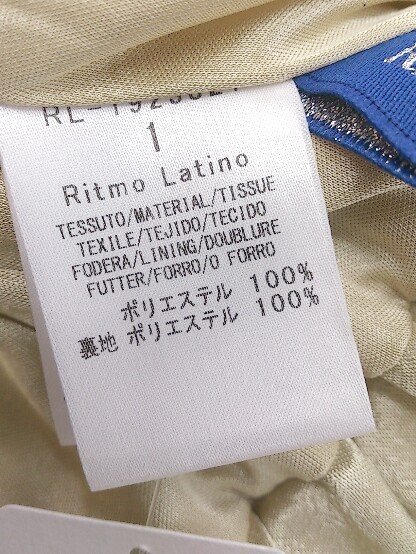 1
Ritmo Latino
TESSUTO/MATERIAL/TISSUE
TEXILE/TEJIDO/TECIDO
FODERA/LINING/DOUBLURE
FUTTER/FORRO/O FORRO
ポリエステル 100%
裏地 ポリエステル 100%